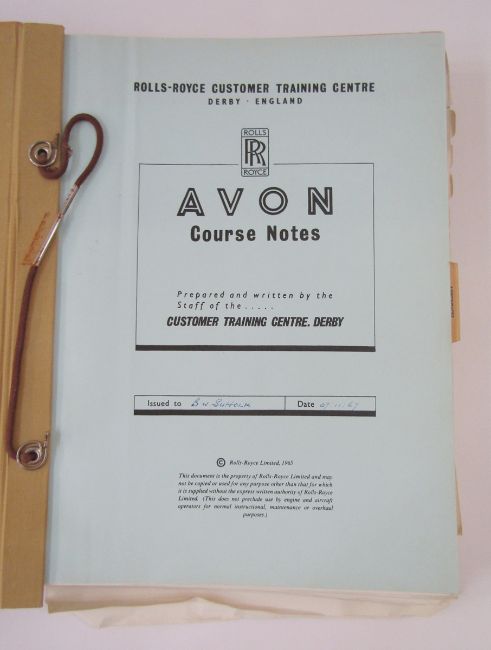 ROLLS-ROYCE CUSTOMER TRAINING CENTRE
DERBY · ENGLAND
ROLLS
RR
ROYCE
AVON
Course Notes
Prepared and written by the
Staff of the.....
CUSTOMER TRAINING CENTRE. DERBY
Issued to B W SUFFOLK Date 07.11.67
© Rolls-Royce Limited, 1965
This document is the property of Rolls-Royce Limited and may
not be copied or used for any purpose other than that for which
it is supplied without the express written authority of Rolls-Royce
Limited. (This does not preclude use by engine and aircraft
operators for normal instructional, maintenance or overhaul
purposes.)